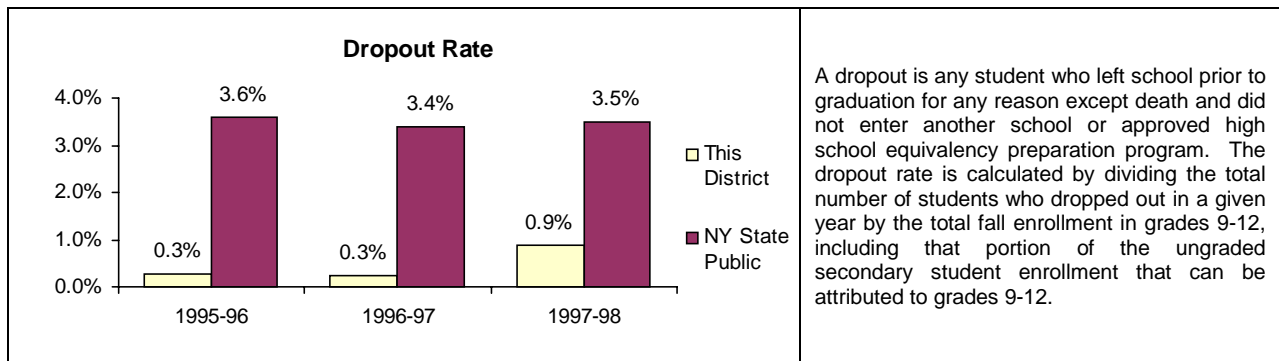 Dropout Rate
4.0%
3.0%
2.0%
1.0%
0.0%
0.3%
3.6%
0.3%
3.4%
0.9%
3.5%
1995-96
1996-97
1997-98
This
District
NY State
Public
A dropout is any student who left school prior to
graduation for any reason except death and did
not enter another school or approved high
school equivalency preparation program. The
dropout rate is calculated by dividing the total
number of students who dropped out in a given
year by the total fall enrollment in grades 9-12,
including that portion of the ungraded
secondary student enrollment that can be
attributed to grades 9-12.